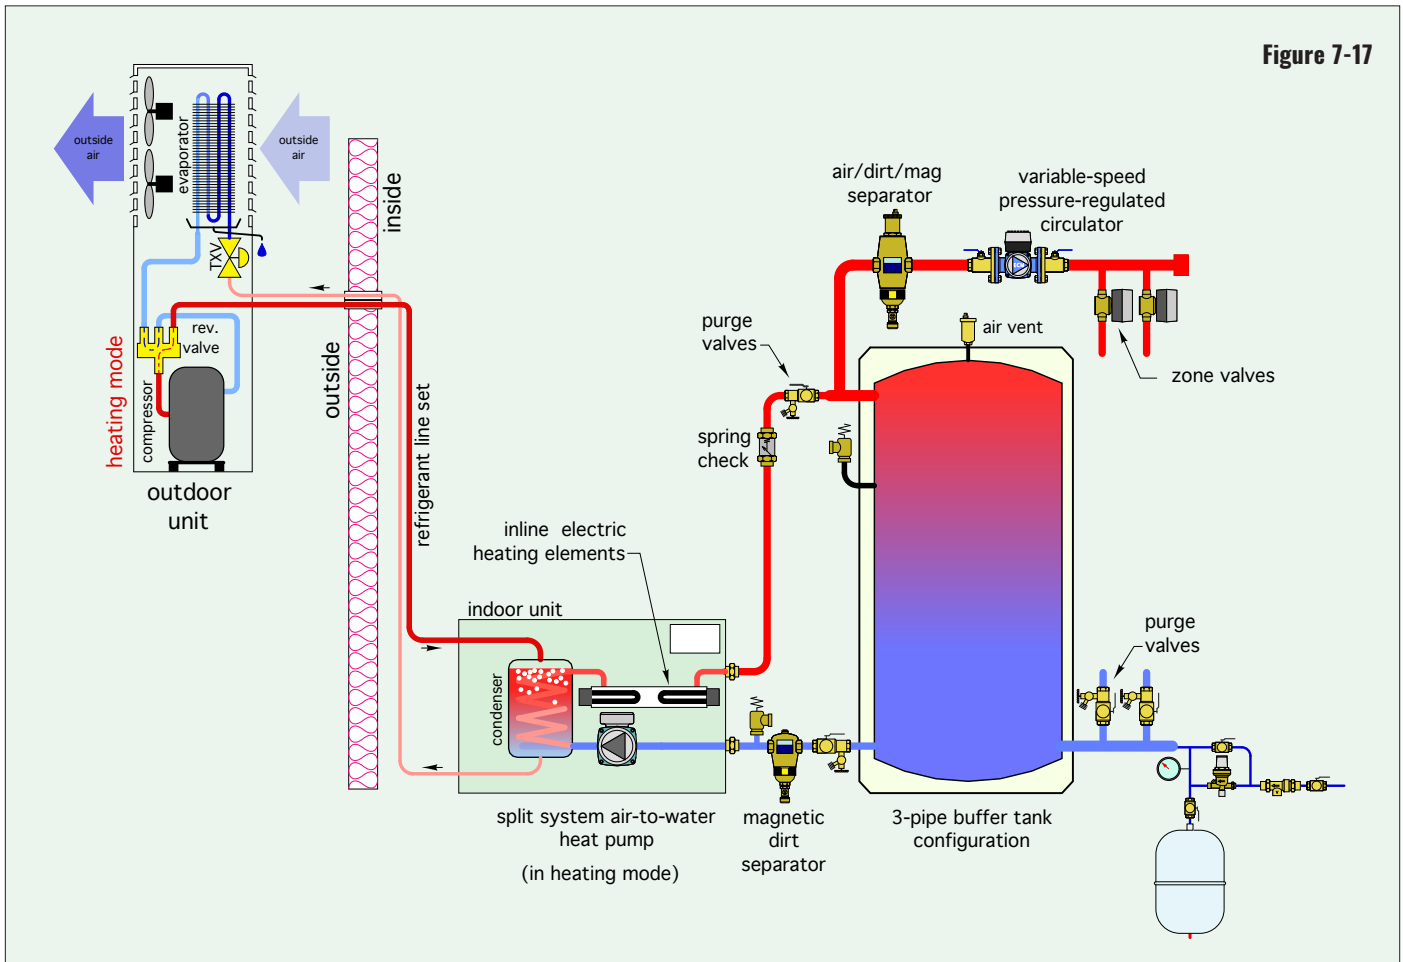 Figure 7-17
outside
air
evaporator
outside
air
TXV
inside
outside
heating mode
rev.
valve
compressor
outdoor
unit
refrigerant line set
air/dirt/mag
separator
variable-speed
pressure-regulated
circulator
purge
valves
air vent
zone valves
spring
check
inline electric
heating elements
indoor unit
condenser
purge
valves
split system air-to-water
heat pump
(in heating mode)
magnetic
dirt
separator
3-pipe buffer tank
configuration